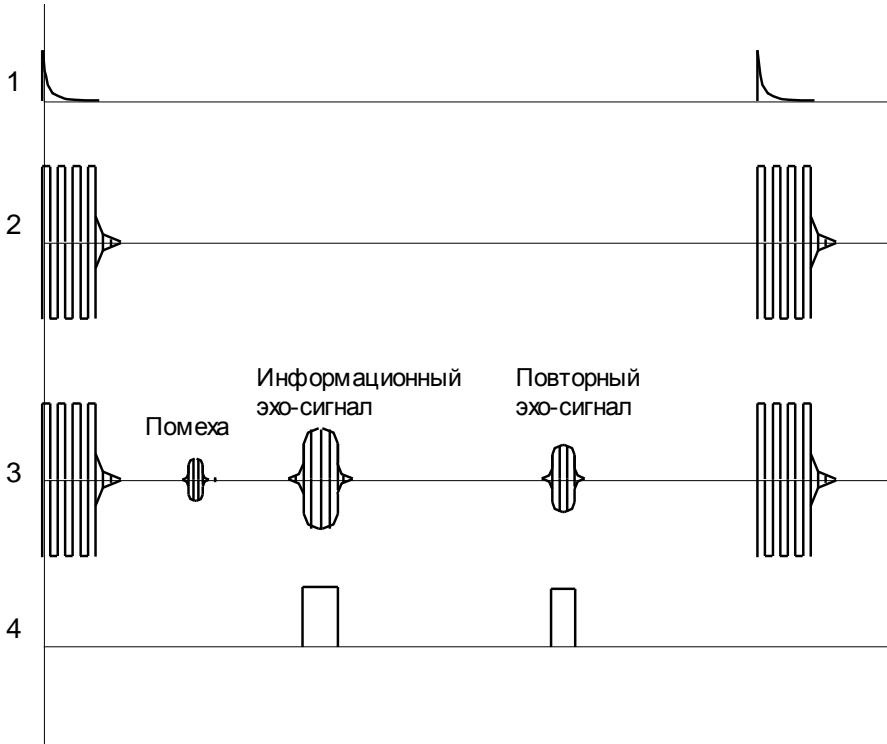 1
2
Информационный
эхо-сигнал
Повторный
эхо-сигнал
Помеха
3
4